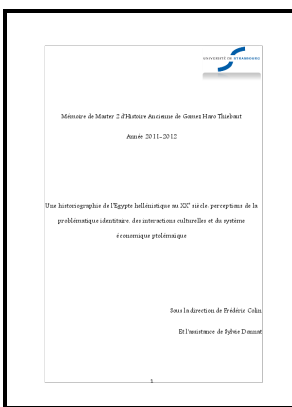 UNIVERSITÉ DE STRASBOURG
Mémoire de Master 2 d'Histoire Ancienne de Gomez Haro Thiebaut
Année 2011-2012
Une historiographie de l'Egypte hellénistique au XXe siècle: perceptions de la
problématique identitaire, des interactions culturelles et du système
économique ptolémaïque
Sous la direction de Frédéric Colin
Et l'assistance de Sylvie Donnat
1